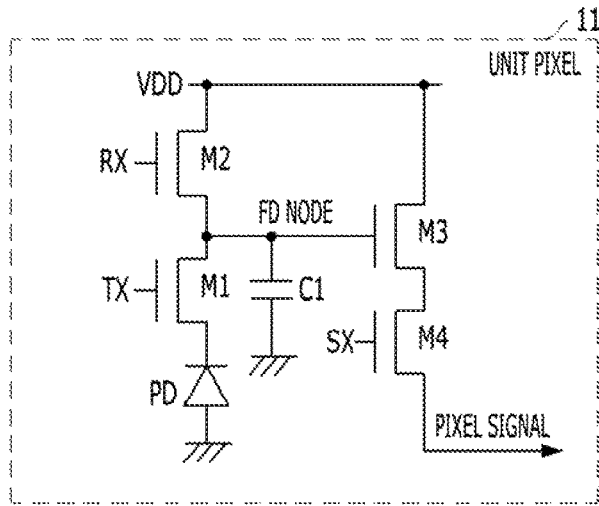 11
UNIT PIXEL
VDD
RX
M2
FD NODE
M3
TX
M1
C1
SX
M4
PD
PIXEL SIGNAL